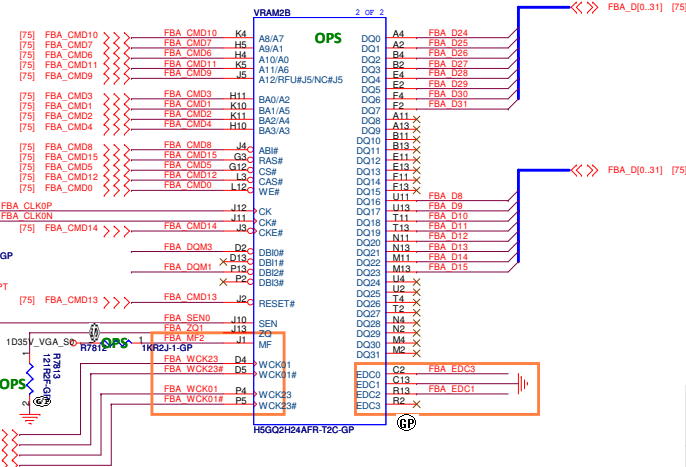 VRAM2B 2 OF 2
OPS
[75] FBA_CMD10 FBA_CMD10 K4 A8/A7
[75] FBA_CMD7 FBA_CMD7 H5 A9/A1
[75] FBA_CMD6 FBA_CMD6 H4 A10/A0
[75] FBA_CMD11 FBA_CMD11 K5 A11/A6
[75] FBA_CMD9 FBA_CMD9 J5 A12/RFU#J5/NC#J5
[75] FBA_CMD3 FBA_CMD3 H11 BA0/A2
[75] FBA_CMD1 FBA_CMD1 K10 BA1/A5
[75] FBA_CMD2 FBA_CMD2 K11 BA2/A4
[75] FBA_CMD4 FBA_CMD4 H10 BA3/A3
[75] FBA_CMD8 FBA_CMD8 J4 ABI#
[75] FBA_CMD15 FBA_CMD15 G3 RAS#
[75] FBA_CMD5 FBA_CMD5 G12 CS#
[75] FBA_CMD12 FBA_CMD12 L3 CAS#
[75] FBA_CMD0 FBA_CMD0 L12 WE#
FBA_CLK0P J12 CK
FBA_CLK0N J11 CK#
[75] FBA_CMD14 FBA_CMD14 J3 CKE#
FBA_DQM3 D2 DBI0#
D13 DBI1#
FBA_DQM1 P13 DBI2#
P2 DBI3#
GP
PT
[75] FBA_CMD13 FBA_CMD13 J2 RESET#
FBA_SEN0 J10 SEN
FBA_ZQ1 J13 ZQ
FBA_MF2 J1 MF
1D35V_VGA_S0
R7812 OPS 1 1KR2J-1-GP
FBA_WCK23 D4 WCK01
FBA_WCK23# D5 WCK01#
FBA_WCK01 P4 WCK23
FBA_WCK01# P5 WCK23#
OPS
1
R7813
121R2F-GP
2
DQ0 A4 FBA_D24
DQ1 A2 FBA_D25
DQ2 B4 FBA_D26
DQ3 B2 FBA_D27
DQ4 E4 FBA_D28
DQ5 E2 FBA_D29
DQ6 F4 FBA_D30
DQ7 F2 FBA_D31
DQ8 A11
DQ9 A13
DQ10 B11
DQ11 B13
DQ12 E11
DQ13 E13
DQ14 F11
DQ15 F13
DQ16 U11 FBA_D8
DQ17 U13 FBA_D9
DQ18 T11 FBA_D10
DQ19 T13 FBA_D11
DQ20 N11 FBA_D12
DQ21 N13 FBA_D13
DQ22 M11 FBA_D14
DQ23 M13 FBA_D15
DQ24 U4
DQ25 U2
DQ26 T4
DQ27 T2
DQ28 N4
DQ29 N2
DQ30 M4
DQ31 M2
EDC0 C2 FBA_EDC3
EDC1 C13
EDC2 R13 FBA_EDC1
EDC3 R2
FBA_D[0..31] [75]
FBA_D[0..31] [75]
GP
H5GQ2H24AFR-T2C-GP